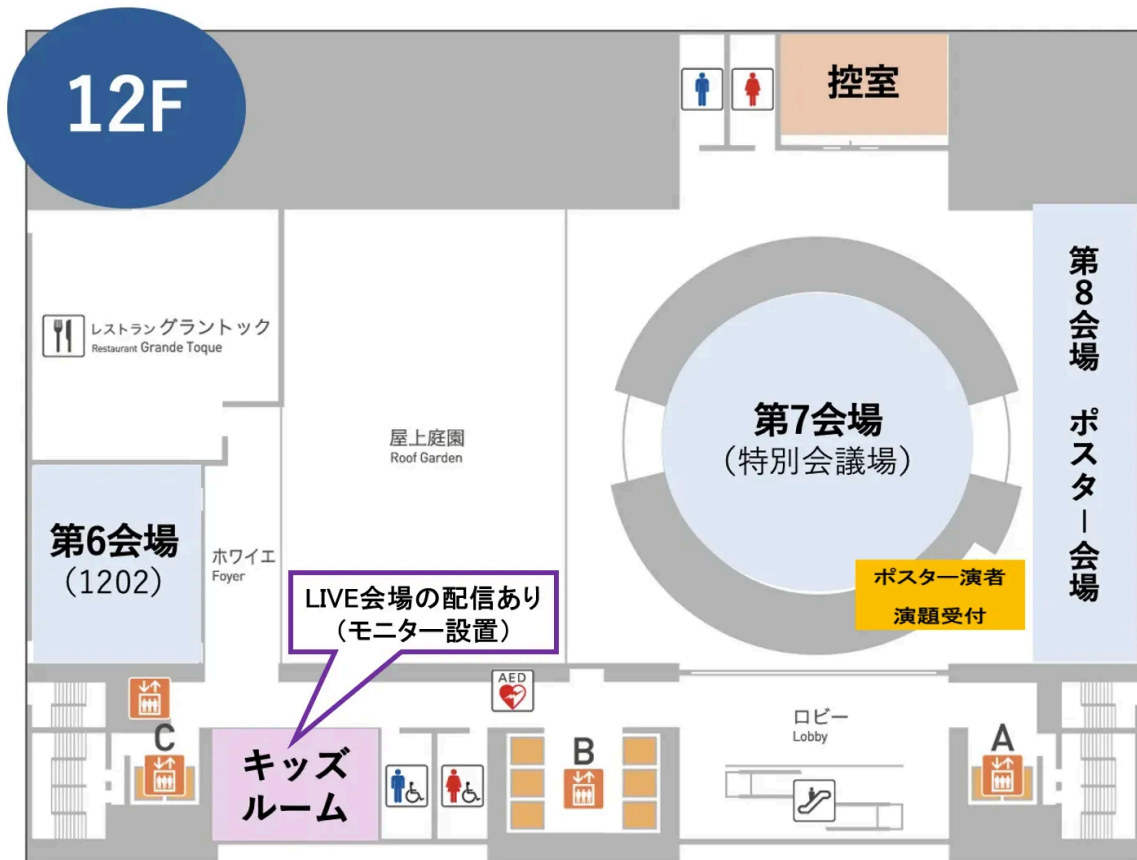 12F
控室
レストラン グラントック
Restaurant Grande Toque
屋上庭園
Roof Garden
第7会場
（特別会議場）
第８会場　ポスター会場
第6会場
（1202）
ホワイエ
Foyer
ポスター演者
演題受付
LIVE会場の配信あり
（モニター設置）
AED
ロビー
Lobby
C
B
A
キッズ
ルーム